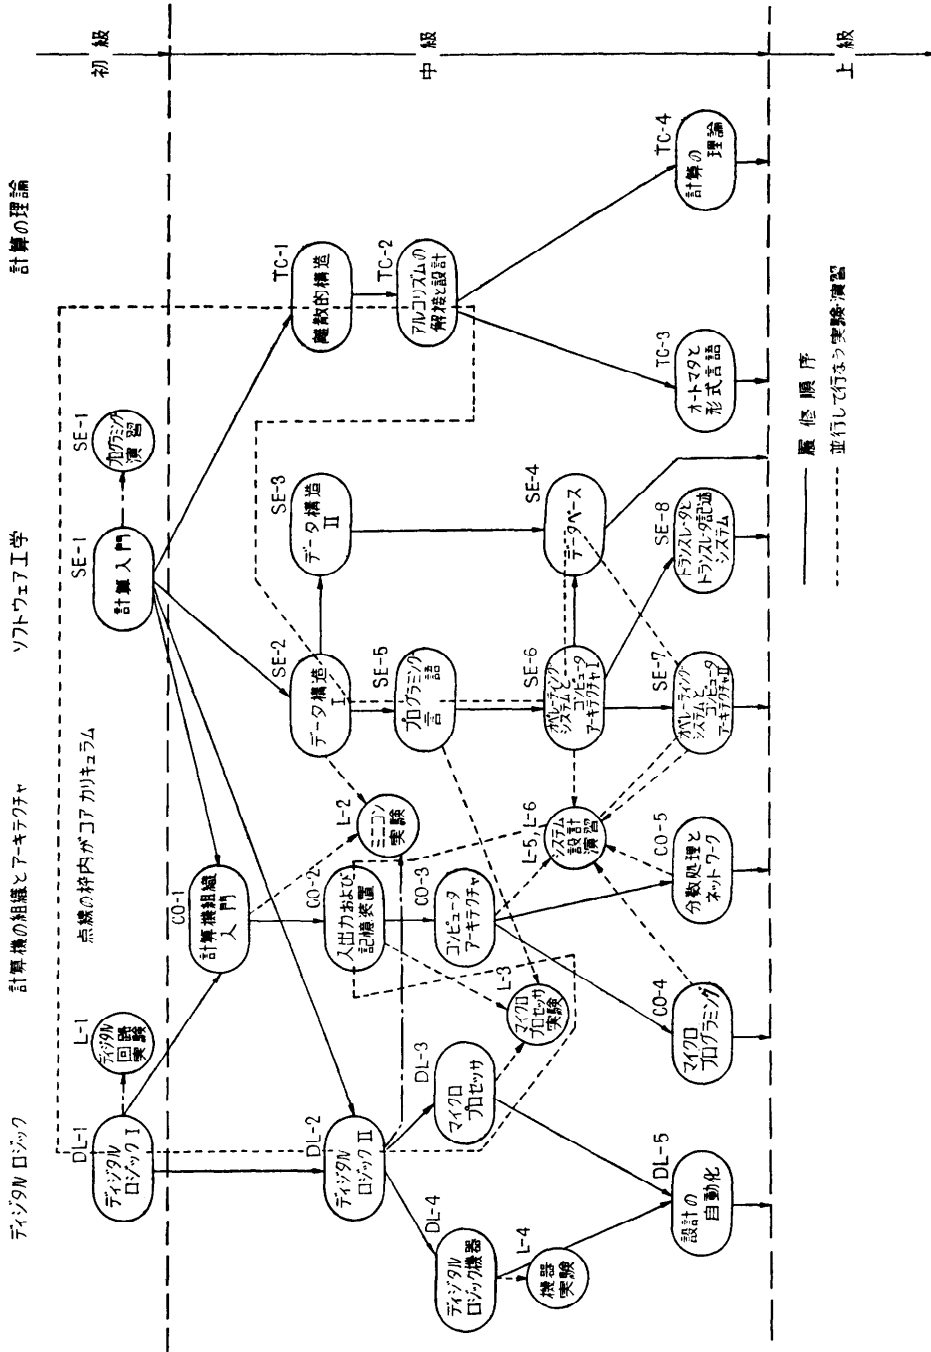 ディジタル ロジック
計算機の組織と アーキテクチャ
ソフトウェア工学
計算の理論
点線の枠内がコア カリキュラム
初 級
中 級
上 級
DL-1
ディジタル
ロジック I
L-1
ディジタル
回路
実験
SE-1
計算入門
SE-1
プログラミング
演 習
CO-1
計算機組織
入 門
DL-2
ディジタル
ロジック II
CO-2
入出力および
記憶装置
L-2
ミニコン
実験
SE-2
データ構造
I
SE-3
データ構造
II
TC-1
離散的構造
TC-2
アルゴリズムの
解接と設計
SE-5
プログラミング
言 語
CO-3
コンピュータ
アーキテクチャ
DL-3
マイクロ
プロセッサ
DL-4
ディジタル
ロジック機器
L-3
マイクロ
プロセッサ
実験
L-4
機器
実験
L-5, L-6
システム
設計
演習
SE-6
オペレーティング
システムと
コンピュータ
アーキテクチャ I
SE-4
データベース
DL-5
設計の
自動化
CO-4
マイクロ
プログラミング
CO-5
分散処理と
ネットワーク
SE-7
オペレーティング
システムと
コンピュータ
アーキテクチャ II
SE-8
トランスレータと
トランスレタ記述
システム
TC-3
オートマタと
形式言語
TC-4
計算の
理論
履 修 順 序
並行して行なう実験・演習